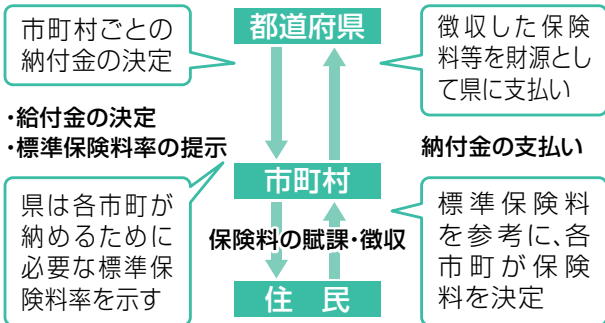 市町村ごとの
納付金の決定
都道府県
徴収した保険
料等を財源とし
て県に支払い
・給付金の決定
・標準保険料率の提示
納付金の支払い
市町村
県は各市町が
納めるために
必要な標準保
険料率を示す
保険料の賦課・徴収
標準保険料
を参考に、各
市町が保険
料を決定
住民